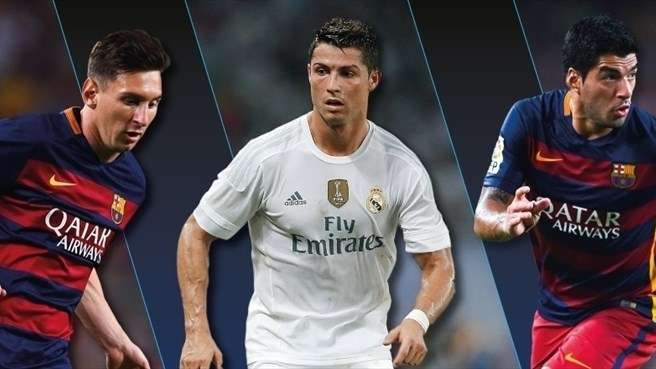 QATAR
AIRWAYS
adidas
Fly
Emirates
QATAR
AIRWAYS